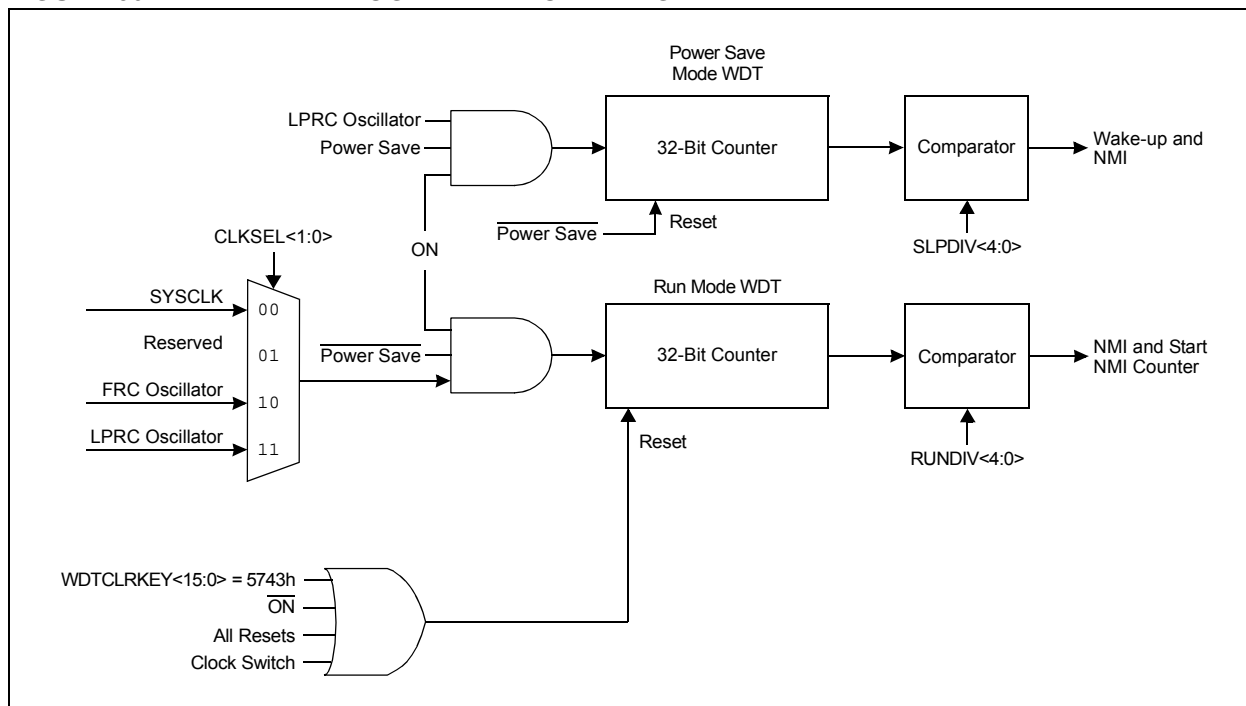 Power Save
Mode WDT
LPRC Oscillator
Power Save
32-Bit Counter
Comparator
Wake-up and
NMI
Power Save
Reset
SLPDIV<4:0>
CLKSEL<1:0>
ON
Run Mode WDT
SYSCLK
00
Reserved
01
Power Save
32-Bit Counter
Comparator
NMI and Start
NMI Counter
FRC Oscillator
10
LPRC Oscillator
11
Reset
RUNDIV<4:0>
WDTCLRKEY<15:0> = 5743h
ON
All Resets
Clock Switch